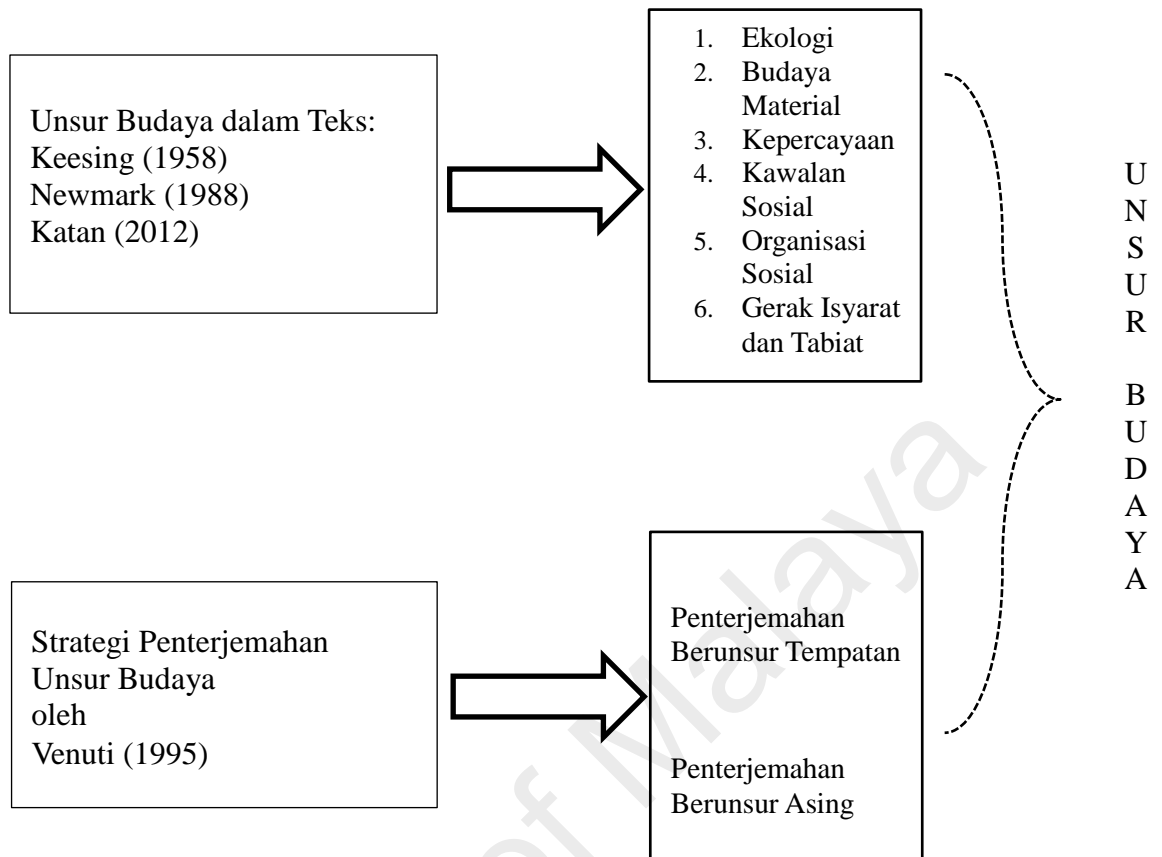 Unsur Budaya dalam Teks:
Keesing (1958)
Newmark (1988)
Katan (2012)
1. Ekologi
2. Budaya
Material
3. Kepercayaan
4. Kawalan
Sosial
5. Organisasi
Sosial
6. Gerak Isyarat
dan Tabiat
U
N
S
U
R
B
U
D
A
Y
A
Strategi Penterjemahan
Unsur Budaya
oleh
Venuti (1995)
Penterjemahan
Berunsur Tempatan
Penterjemahan
Berunsur Asing
of Malaya